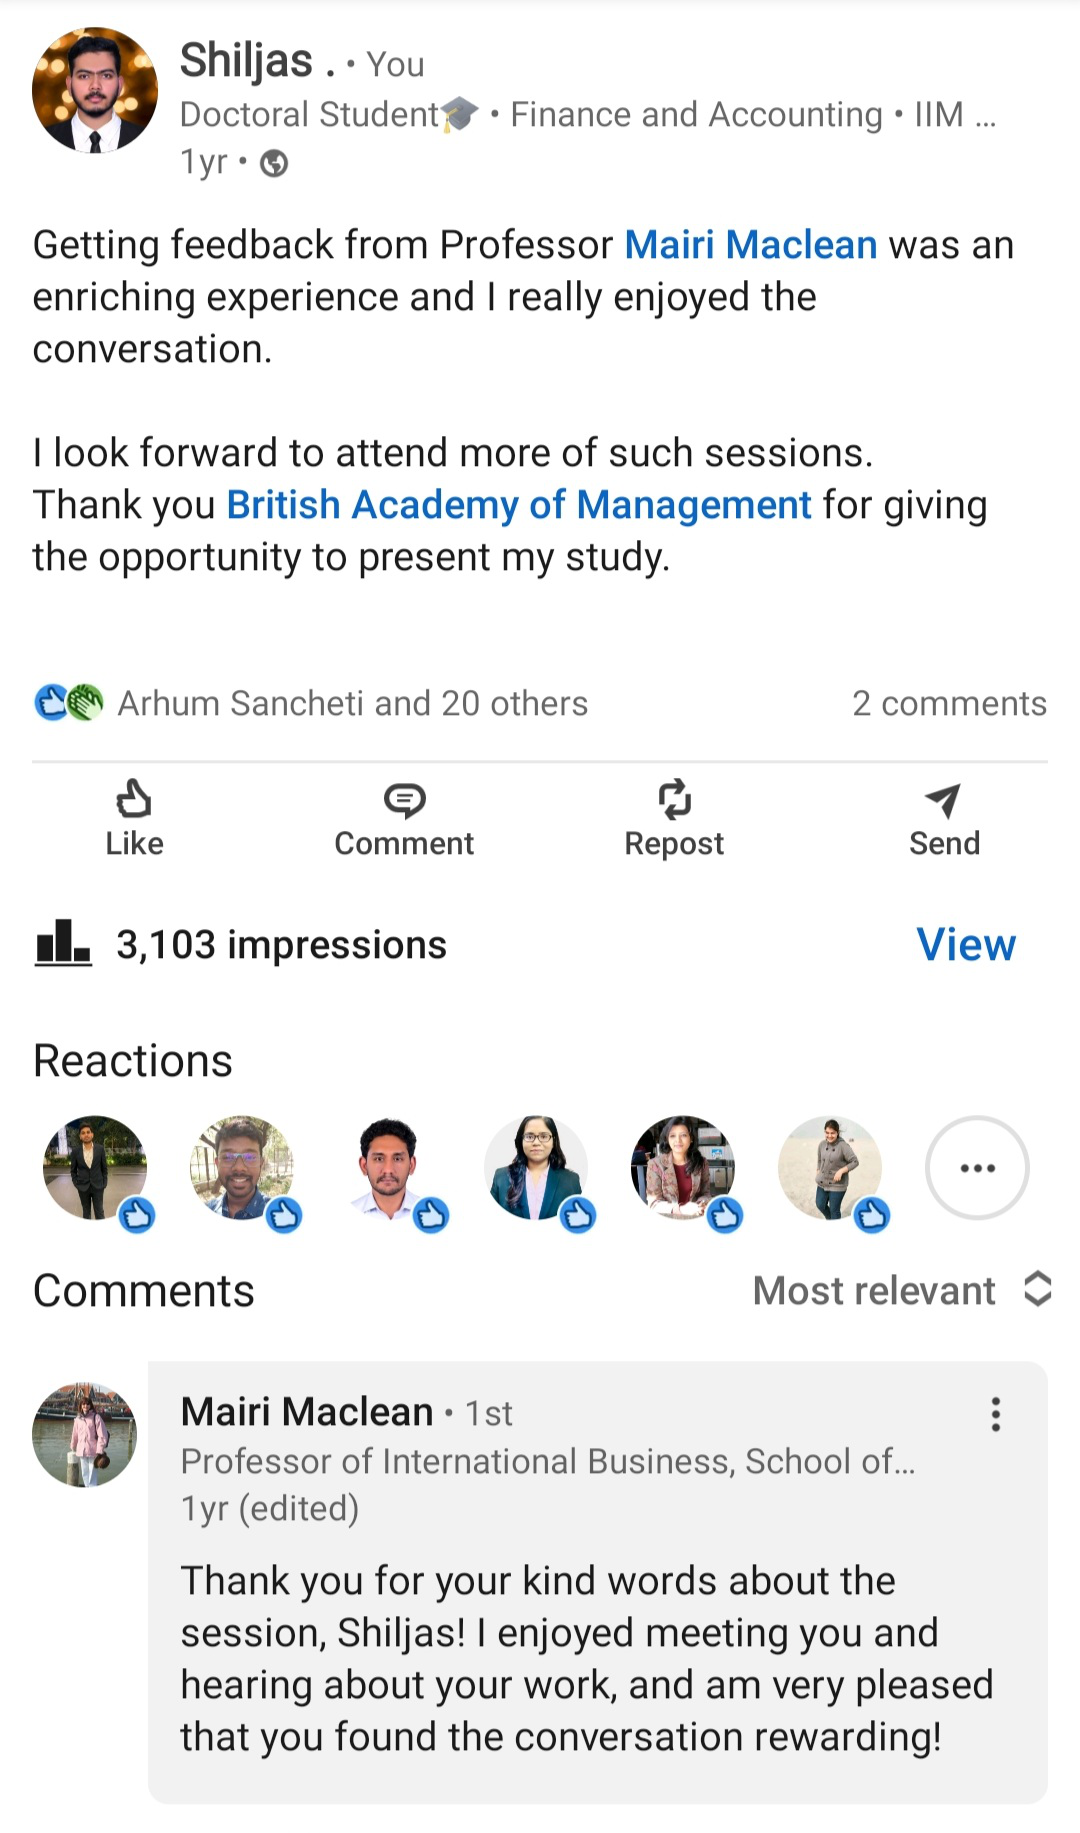 Shiljas . • You
Doctoral Student🎓 • Finance and Accounting • IIM ...
1yr •
Getting feedback from Professor Mairi Maclean was an
enriching experience and I really enjoyed the
conversation.
I look forward to attend more of such sessions.
Thank you British Academy of Management for giving
the opportunity to present my study.
Arhum Sancheti and 20 others 2 comments
Like Comment Repost Send
3,103 impressions View
Reactions
Comments Most relevant
Mairi Maclean • 1st
Professor of International Business, School of...
1yr (edited)
Thank you for your kind words about the
session, Shiljas! I enjoyed meeting you and
hearing about your work, and am very pleased
that you found the conversation rewarding!